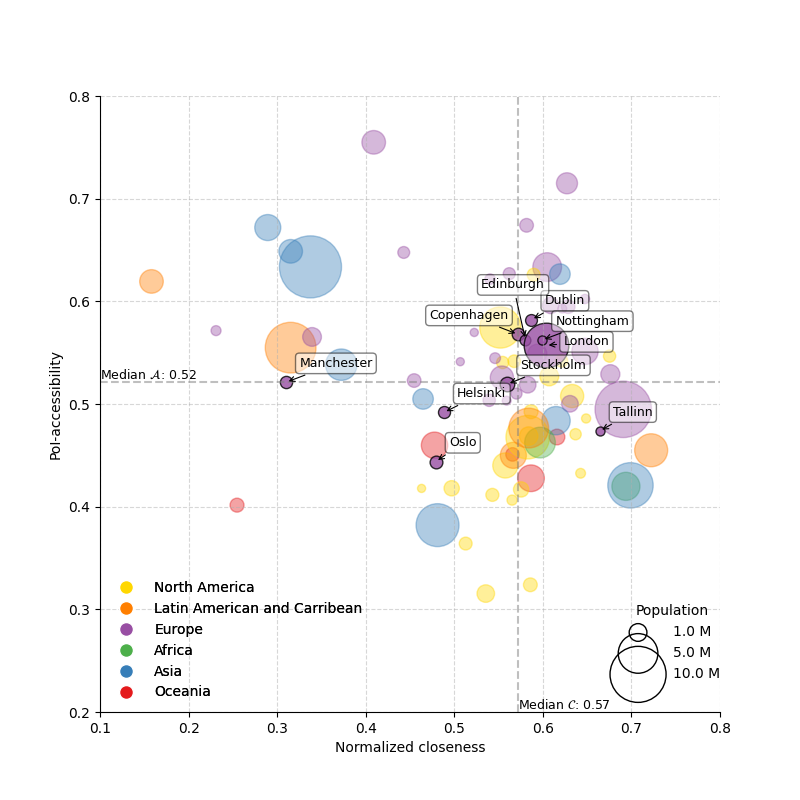 0.8
0.7
0.6
0.5
0.4
0.3
0.2
PoI-accessibility
Edinburgh
Dublin
Copenhagen
Nottingham
London
Manchester
Stockholm
Median 𝒜: 0.52
Helsinki
Tallinn
Oslo
North America
Latin American and Carribean
Europe
Africa
Asia
Oceania
Population
1.0 M
5.0 M
10.0 M
Median 𝒞: 0.57
0.1 0.2 0.3 0.4 0.5 0.6 0.7 0.8
Normalized closeness